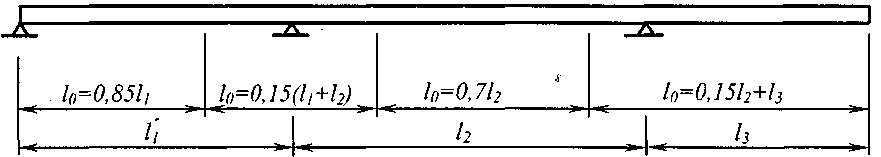 l₀=0,85l₁
l₀=0,15(l₁+l₂)
l₀=0,7l₂
l₀=0,15l₂+l₃
l₁
l₂
l₃